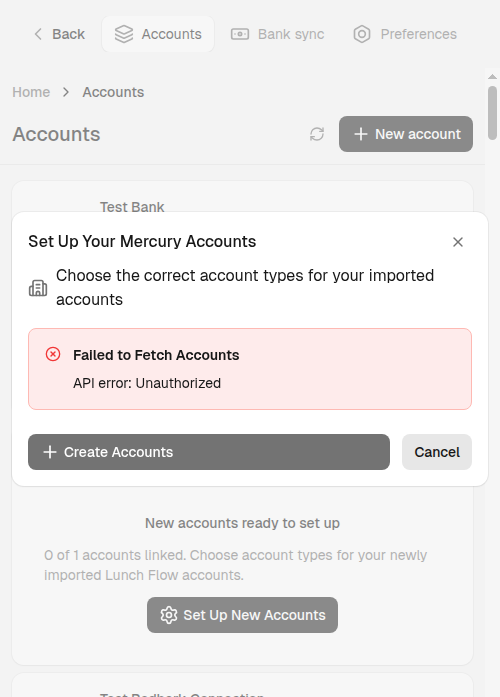 Back
Accounts
Bank sync
Preferences
Home
Accounts
Accounts
New account
Test Bank
Set Up Your Mercury Accounts
Choose the correct account types for your imported
accounts
Failed to Fetch Accounts
API error: Unauthorized
Create Accounts
Cancel
New accounts ready to set up
0 of 1 accounts linked. Choose account types for your newly
imported Lunch Flow accounts.
Set Up New Accounts